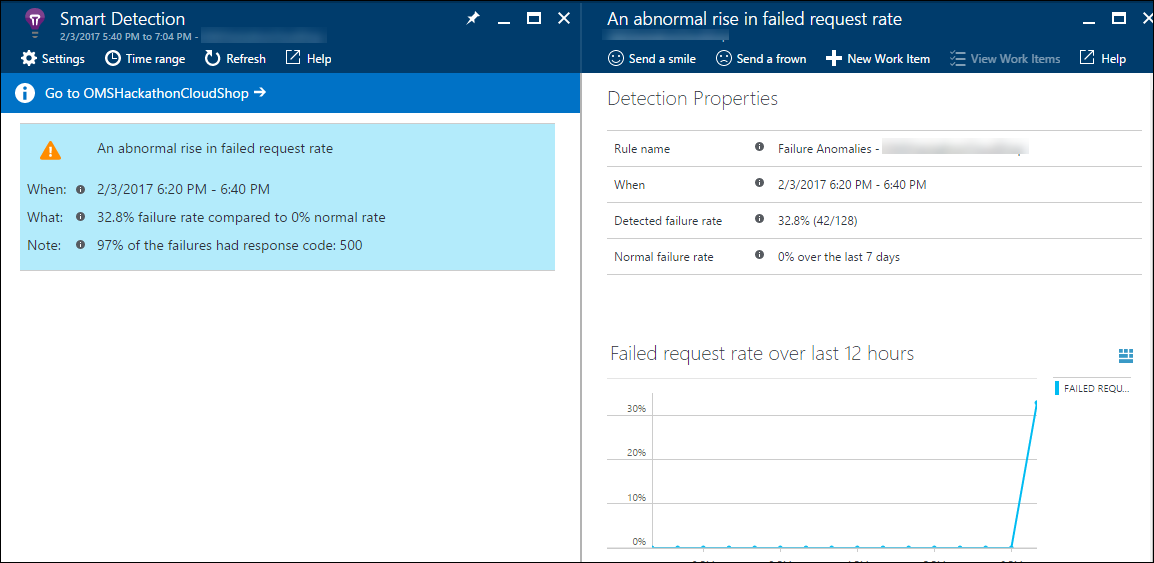 Smart Detection
2/3/2017 5:40 PM to 7:04 PM -
Settings Time range Refresh Help
Go to OMSHackathonCloudShop →
An abnormal rise in failed request rate
When: 2/3/2017 6:20 PM - 6:40 PM
What: 32.8% failure rate compared to 0% normal rate
Note: 97% of the failures had response code: 500
An abnormal rise in failed request rate
Send a smile Send a frown New Work Item View Work Items Help
Detection Properties
Rule name Failure Anomalies -
When 2/3/2017 6:20 PM - 6:40 PM
Detected failure rate 32.8% (42/128)
Normal failure rate 0% over the last 7 days
Failed request rate over last 12 hours
FAILED REQU...
30%
20%
10%
0%